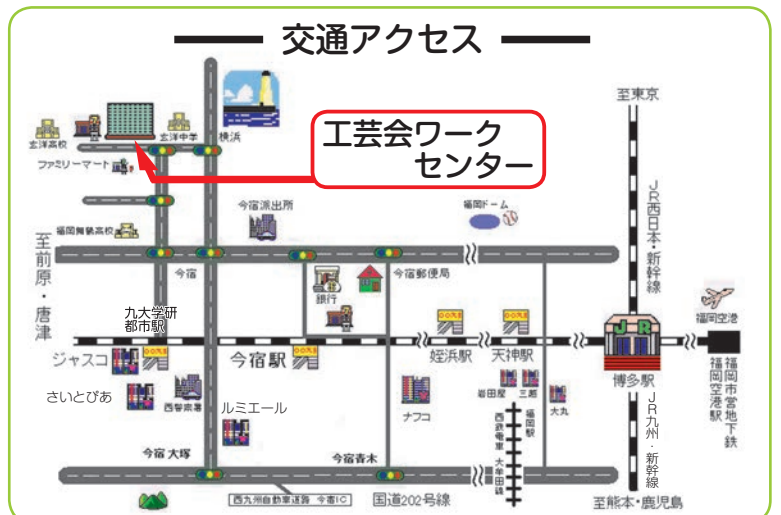 交通アクセス
至東京
工芸会ワーク
センター
玄洋高校
玄洋中学
横浜
ファミリーマート
JR西日本・新幹線
今宿派出所
福岡ドーム
福岡舞鶴高校
至前原・唐津
今宿
今宿郵便局
銀行
福岡空港
九大学研
都市駅
JR
ジャスコ
今宿駅
姪浜駅
天神駅
博多駅
福岡市営地下鉄
福岡空港駅
さいとぴあ
西警察署
ルミエール
ナフコ
岩田屋
三越
大丸
福岡駅
西鉄電車 大牟田線
JR九州・新幹線
今宿大塚
今宿青木
西九州自動車道路 今宿IC
国道202号線
至熊本・鹿児島